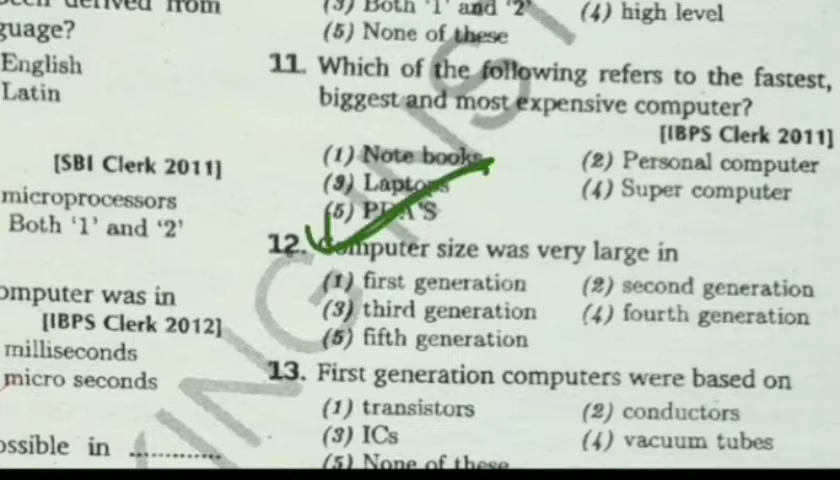 been derived from
guage?
English
Latin
[SBI Clerk 2011]
microprocessors
Both ‘1’ and ‘2’
omputer was in
[IBPS Clerk 2012]
milliseconds
micro seconds
ossible in ............
(3) Both ‘1’ and ‘2’ (4) high level
(5) None of these
11. Which of the following refers to the fastest,
biggest and most expensive computer?
[IBPS Clerk 2011]
(1) Note books (2) Personal computer
(3) Laptops (4) Super computer
(5) PDA'S
12. Computer size was very large in
(1) first generation (2) second generation
(3) third generation (4) fourth generation
(5) fifth generation
13. First generation computers were based on
(1) transistors (2) conductors
(3) ICs (4) vacuum tubes
(5) None of these
KING INST